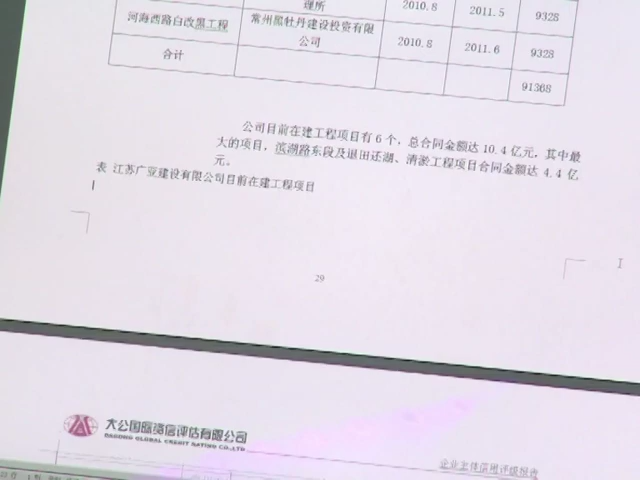 理所 2010.8 2011.5 9328
河海西路白改黑工程 常州黑牡丹建设投资有限公司 2010.8 2011.6 9328
合计 91368
公司目前在建工程项目有6个，总合同金额达10.4亿元，其中最
大的项目，滨湖路东段及退田还湖、清淤工程项目合同金额达4.4亿
元。
表 江苏广亚建设有限公司目前在建工程项目
29
大公国际资信评估有限公司
DAGONG GLOBAL CREDIT RATING CO.,LTD
企业主体信用评级报告